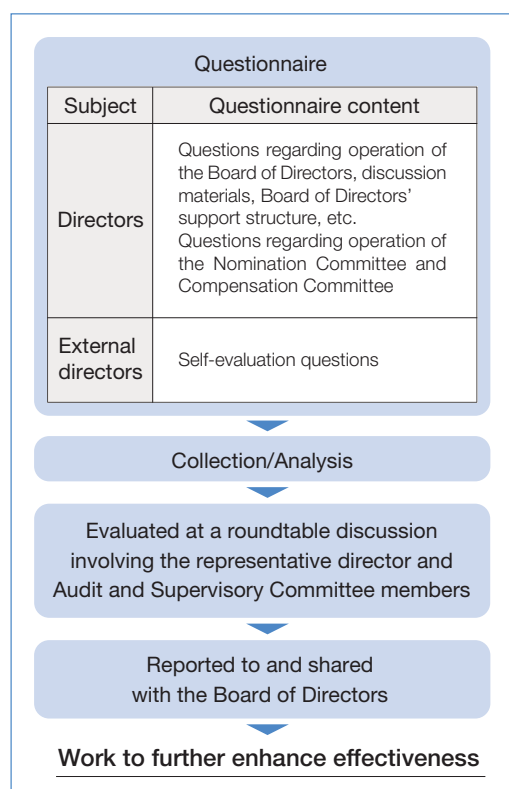 Questionnaire
Subject
Questionnaire content
Directors
Questions regarding operation of
the Board of Directors, discussion
materials, Board of Directors'
support structure, etc.
Questions regarding operation of
the Nomination Committee and
Compensation Committee
External
directors
Self-evaluation questions
Collection/Analysis
Evaluated at a roundtable discussion
involving the representative director and
Audit and Supervisory Committee members
Reported to and shared
with the Board of Directors
Work to further enhance effectiveness